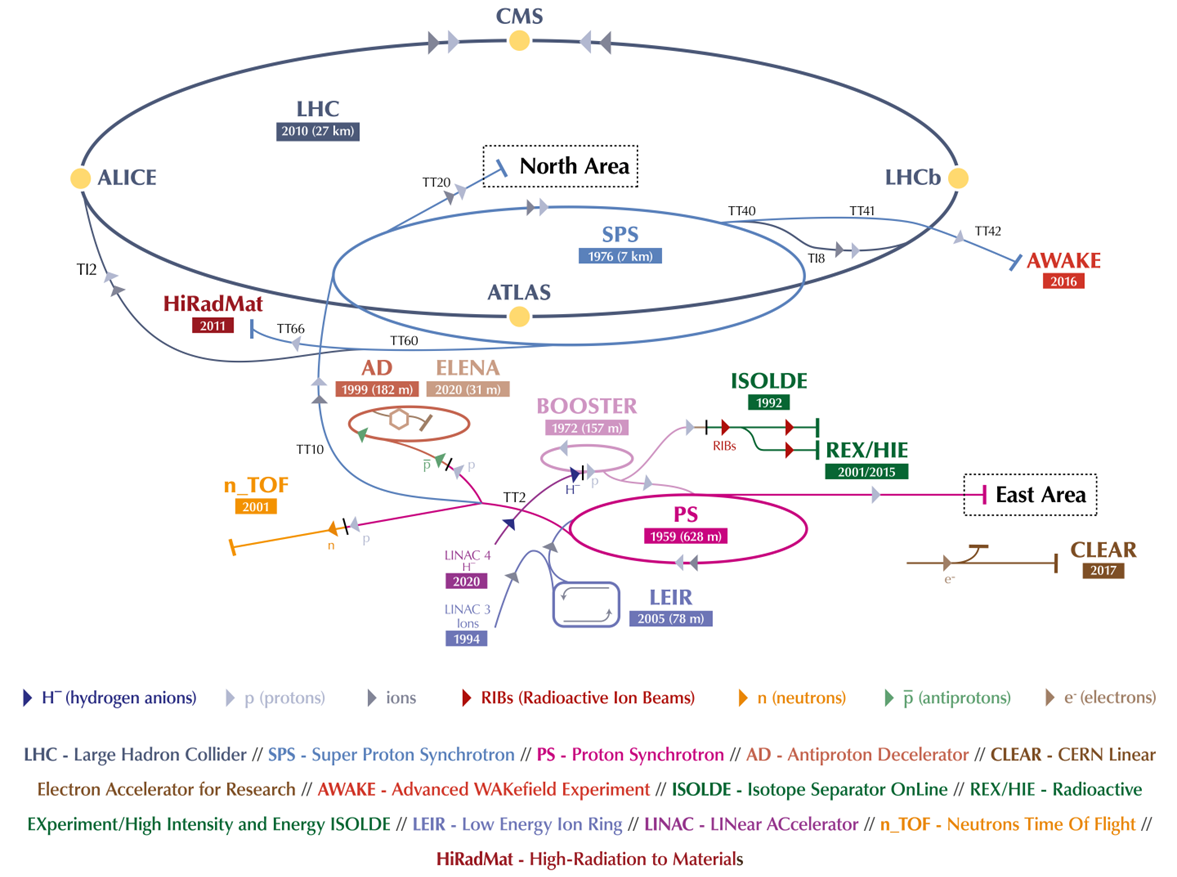 CMS
LHC
2010 (27 km)
ALICE
LHCb
North Area
TT20
TT40
TT41
TT42
SPS
1976 (7 km)
TI8
AWAKE
2016
TI2
ATLAS
HiRadMat
2011
TT66
TT60
AD
1999 (182 m)
ELENA
2020 (31 m)
ISOLDE
1992
BOOSTER
1972 (157 m)
RIBs
REX/HIE
2001/2015
TT10
p̅
p
H⁻
p
n_TOF
2001
TT2
East Area
PS
1959 (628 m)
n
p
LINAC 4
H⁻
2020
CLEAR
2017
e⁻
LEIR
2005 (78 m)
LINAC 3
Ions
1994
H⁻ (hydrogen anions)
p (protons)
ions
RIBs (Radioactive Ion Beams)
n (neutrons)
p̅ (antiprotons)
e⁻ (electrons)
LHC - Large Hadron Collider // SPS - Super Proton Synchrotron // PS - Proton Synchrotron // AD - Antiproton Decelerator // CLEAR - CERN Linear
Electron Accelerator for Research // AWAKE - Advanced WAKefield Experiment // ISOLDE - Isotope Separator OnLine // REX/HIE - Radioactive
EXperiment/High Intensity and Energy ISOLDE // LEIR - Low Energy Ion Ring // LINAC - LINear ACcelerator // n_TOF - Neutrons Time Of Flight //
HiRadMat - High-Radiation to Materials